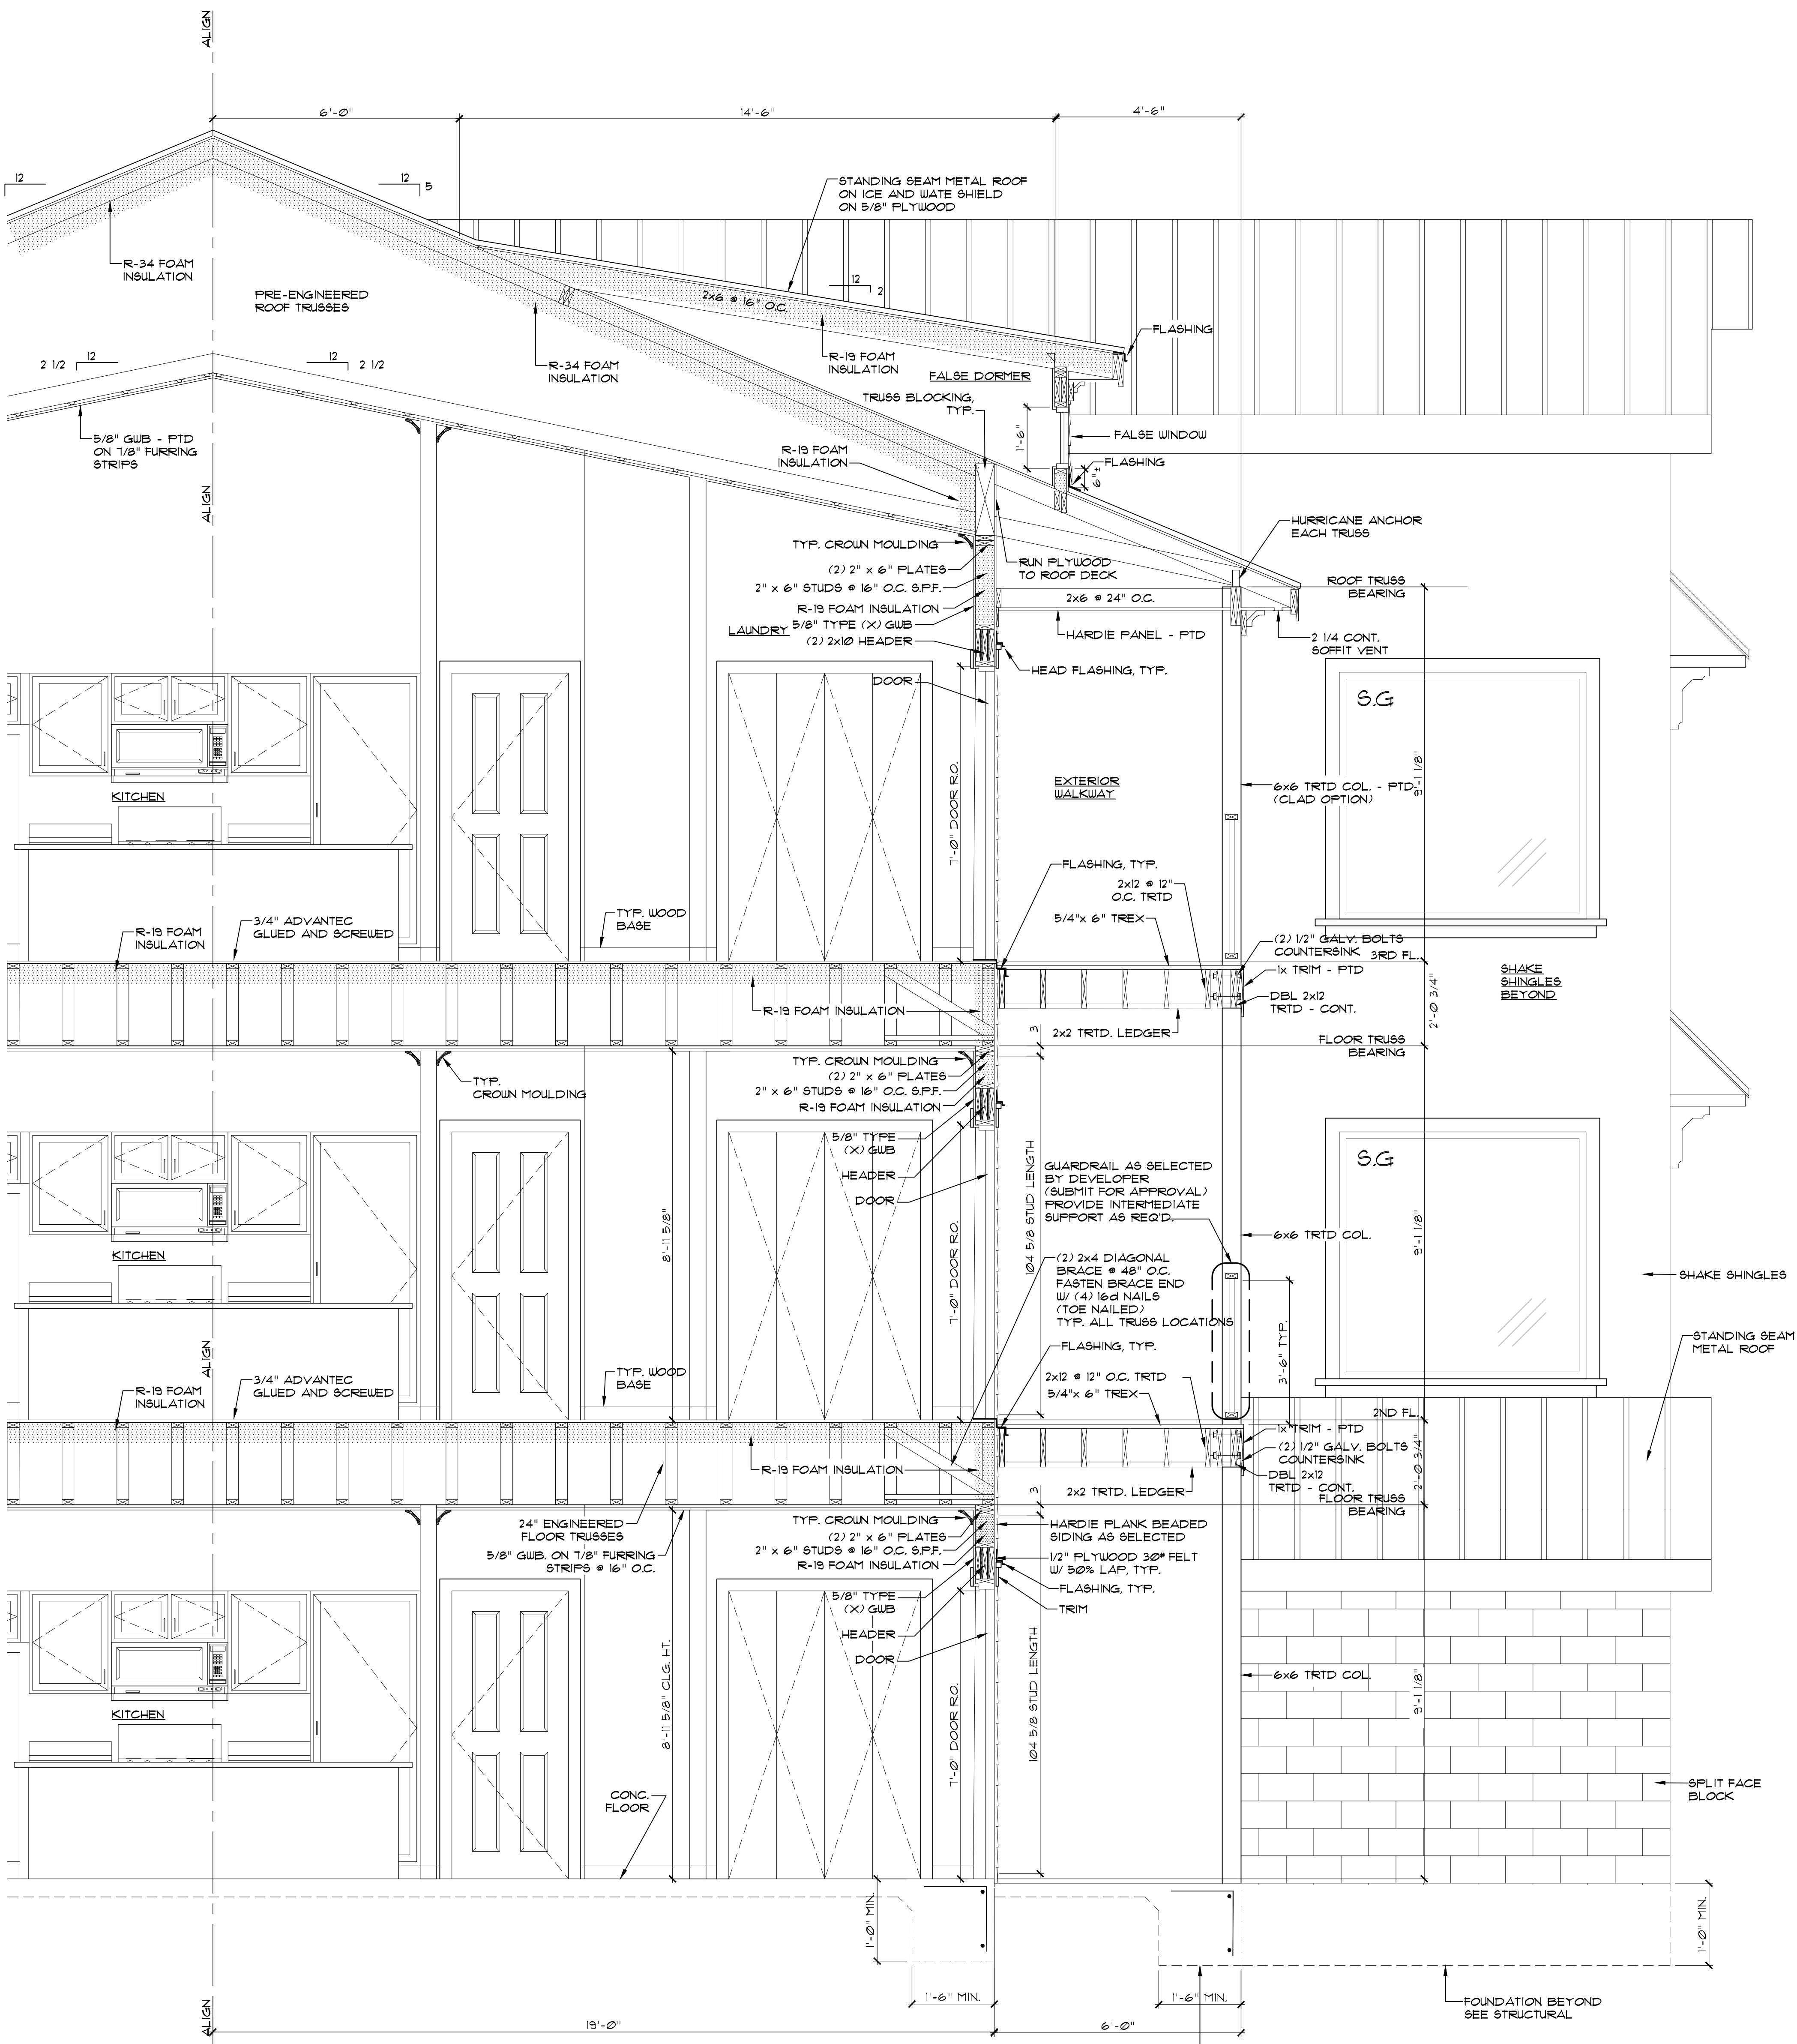 ALIGN
6'-0"
14'-6"
4'-6"
12
12
5
STANDING SEAM METAL ROOF
ON ICE AND WATE SHIELD
ON 5/8" PLYWOOD
R-34 FOAM
INSULATION
PRE-ENGINEERED
ROOF TRUSSES
2x6 @ 16" O.C.
12
2
FLASHING
2 1/2
12
12
2 1/2
R-34 FOAM
INSULATION
R-19 FOAM
INSULATION
FALSE DORMER
TRUSS BLOCKING,
TYP.
1'-6"
FALSE WINDOW
5/8" GWB - PTD
ON 7/8" FURRING
STRIPS
R-19 FOAM
INSULATION
FLASHING
6"±
ALIGN
HURRICANE ANCHOR
EACH TRUSS
TYP. CROWN MOULDING
(2) 2" x 6" PLATES
2" x 6" STUDS @ 16" O.C. S.P.F.
R-19 FOAM INSULATION
5/8" TYPE (X) GWB
LAUNDRY
(2) 2x10 HEADER
RUN PLYWOOD
TO ROOF DECK
2x6 @ 24" O.C.
ROOF TRUSS
BEARING
HARDIE PANEL - PTD
2 1/4 CONT.
SOFFIT VENT
HEAD FLASHING, TYP.
DOOR
S.G
KITCHEN
7'-0" DOOR R.O.
EXTERIOR
WALKWAY
6x6 TRTD COL. - PTD
(CLAD OPTION)
9'-1 1/8"
FLASHING, TYP.
2x12 @ 12"
O.C. TRTD
5/4"x 6" TREX
R-19 FOAM
INSULATION
3/4" ADVANTEC
GLUED AND SCREWED
TYP. WOOD
BASE
(2) 1/2" GALV. BOLTS
COUNTERSINK
3RD FL.
1x TRIM - PTD
DBL 2x12
TRTD - CONT.
SHAKE
SHINGLES
BEYOND
R-19 FOAM INSULATION
2x2 TRTD. LEDGER
3
2'-0 3/4"
FLOOR TRUSS
BEARING
TYP.
CROWN MOULDING
TYP. CROWN MOULDING
(2) 2" x 6" PLATES
2" x 6" STUDS @ 16" O.C. S.P.F.
R-19 FOAM INSULATION
5/8" TYPE
(X) GWB
HEADER
DOOR
S.G
104 5/8 STUD LENGTH
GUARDRAIL AS SELECTED
BY DEVELOPER
(SUBMIT FOR APPROVAL)
PROVIDE INTERMEDIATE
SUPPORT AS REQ'D.
KITCHEN
8'-11 5/8"
7'-0" DOOR R.O.
6x6 TRTD COL.
9'-1 1/8"
(2) 2x4 DIAGONAL
BRACE @ 48" O.C.
FASTEN BRACE END
W/ (4) 16d NAILS
(TOE NAILED)
TYP. ALL TRUSS LOCATIONS
SHAKE SHINGLES
3'-6" TYP.
STANDING SEAM
METAL ROOF
ALIGN
FLASHING, TYP.
2x12 @ 12" O.C. TRTD
5/4"x 6" TREX
R-19 FOAM
INSULATION
3/4" ADVANTEC
GLUED AND SCREWED
TYP. WOOD
BASE
2ND FL.
1x TRIM - PTD
(2) 1/2" GALV. BOLTS
COUNTERSINK
DBL 2x12
TRTD - CONT.
R-19 FOAM INSULATION
2x2 TRTD. LEDGER
3
2'-0 3/4"
FLOOR TRUSS
BEARING
24" ENGINEERED
FLOOR TRUSSES
5/8" GWB. ON 7/8" FURRING
STRIPS @ 16" O.C.
TYP. CROWN MOULDING
(2) 2" x 6" PLATES
2" x 6" STUDS @ 16" O.C. S.P.F.
R-19 FOAM INSULATION
5/8" TYPE
(X) GWB
HEADER
DOOR
HARDIE PLANK BEADED
SIDING AS SELECTED
1/2" PLYWOOD 30# FELT
W/ 50% LAP, TYP.
FLASHING, TYP.
TRIM
KITCHEN
8'-11 5/8" CLG. HT.
7'-0" DOOR R.O.
104 5/8 STUD LENGTH
6x6 TRTD COL.
9'-1 1/8"
CONC.
FLOOR
SPLIT FACE
BLOCK
1'-0" MIN.
1'-0" MIN.
1'-6" MIN.
1'-6" MIN.
FOUNDATION BEYOND
SEE STRUCTURAL
ALIGN
19'-0"
6'-0"